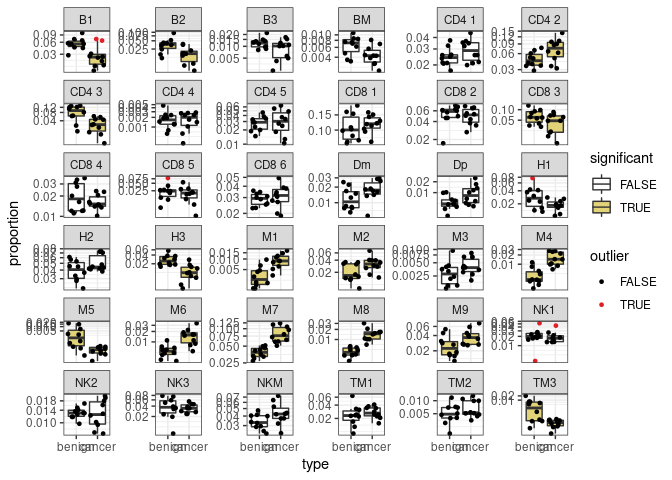 B1 B2 B3 BM CD4 1 CD4 2
0.09 0.06 0.03
0.100 0.050 0.025
0.020 0.015 0.010 0.005
0.010 0.008 0.006 0.004
0.04 0.03 0.02
0.15 0.09 0.06 0.03
CD4 3 CD4 4 CD4 5 CD8 1 CD8 2 CD8 3
0.12 0.08 0.04
0.005 0.004 0.003 0.002 0.001
0.06 0.05 0.04 0.03 0.02 0.01
0.15 0.10
0.06 0.04 0.02
0.10 0.05
CD8 4 CD8 5 CD8 6 Dm Dp H1
0.03 0.02 0.01
0.075 0.050 0.025
0.05 0.04 0.03 0.02
0.03 0.02 0.01
0.02 0.01
0.08 0.06 0.04 0.02
H2 H3 M1 M2 M3 M4
0.06 0.05 0.04 0.03
0.06 0.04 0.02
0.015 0.010 0.005
0.06 0.04 0.02
0.0100 0.0075 0.0050 0.0025
0.03 0.02 0.01
M5 M6 M7 M8 M9 NK1
0.020 0.015 0.010 0.005
0.03 0.02 0.01
0.125 0.100 0.075 0.050 0.025
0.03 0.02 0.01
0.06 0.04 0.02
0.06 0.04 0.03 0.02 0.01
NK2 NK3 NKM TM1 TM2 TM3
0.018 0.014 0.010
0.08 0.06 0.04 0.02
0.07 0.06 0.05 0.04 0.03
0.06 0.04 0.02
0.010 0.005
0.02 0.01
benign cancer benign cancer benign cancer benign cancer benign cancer benign cancer
type
proportion
significant
FALSE
TRUE
outlier
FALSE
TRUE